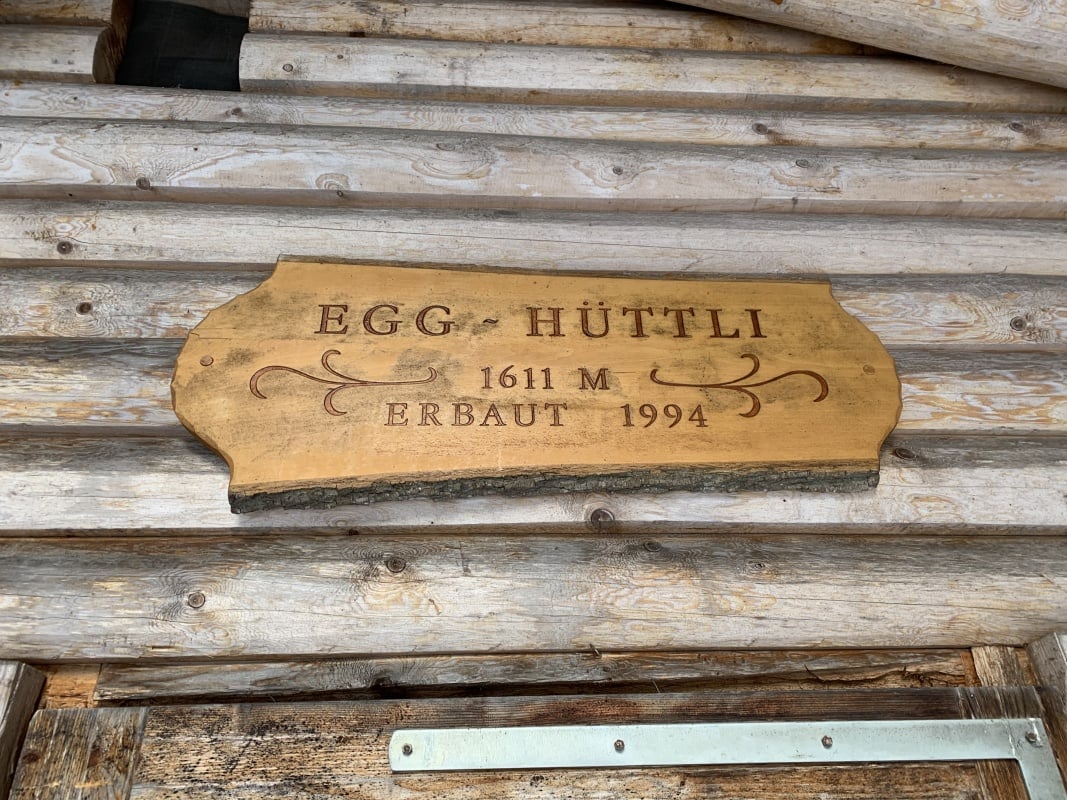 EGG - HÜTTLI
1611 M
ERBAUT 1994